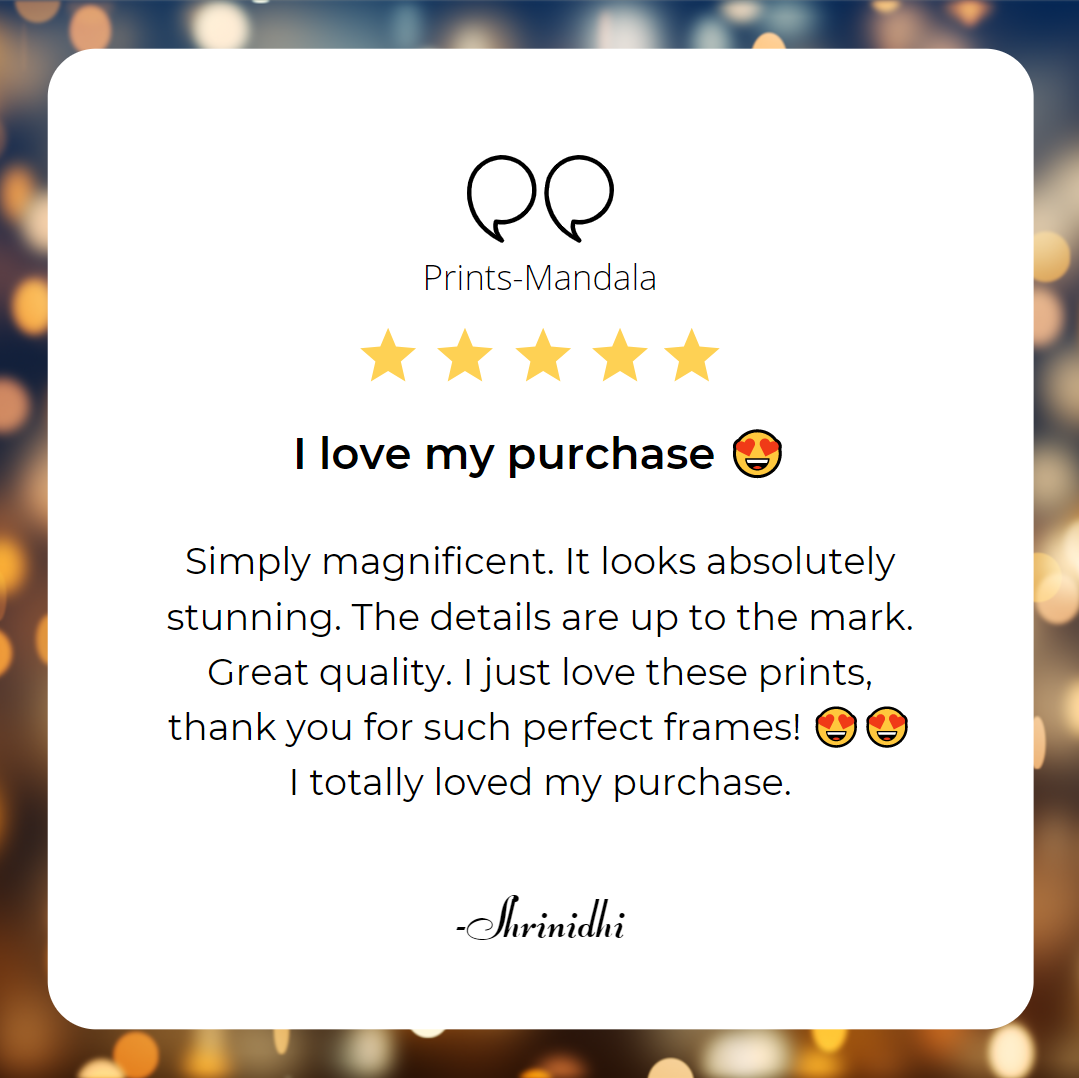 Prints-Mandala
I love my purchase 😍
Simply magnificent. It looks absolutely
stunning. The details are up to the mark.
Great quality. I just love these prints,
thank you for such perfect frames! 😍😍
I totally loved my purchase.
-Shrinidhi